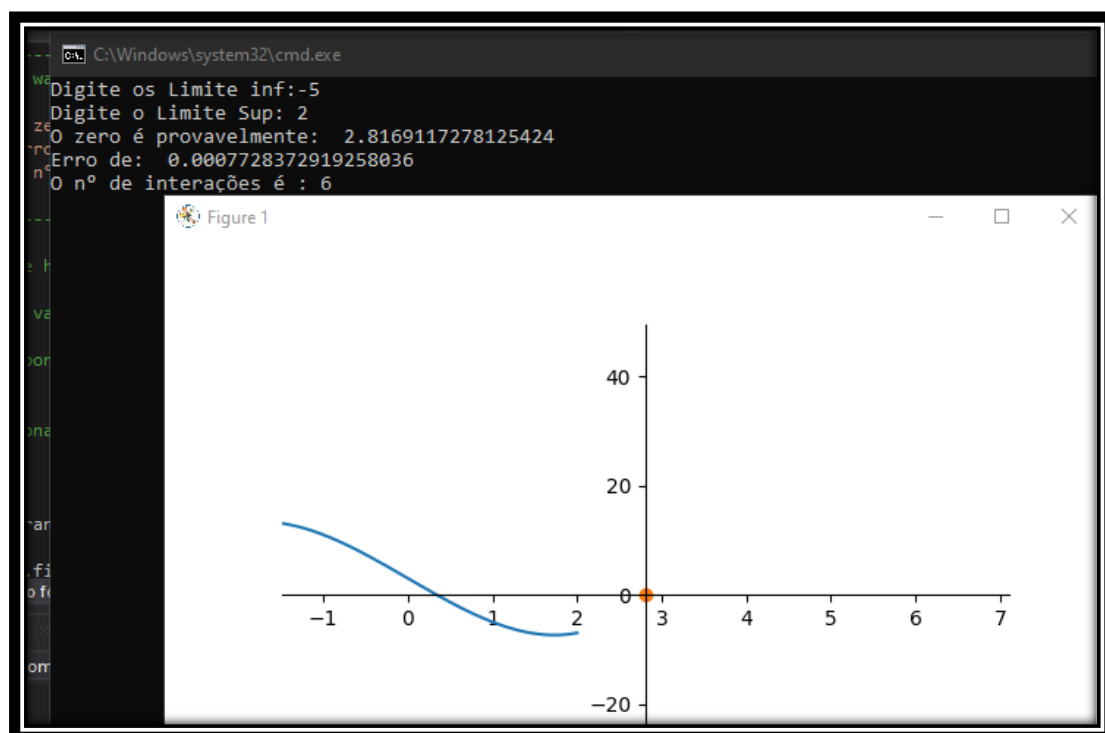 C:\Windows\system32\cmd.exe
Digite os Limite inf:-5
Digite o Limite Sup: 2
O zero é provavelmente:  2.8169117278125424
Erro de:  0.0007728372919258036
O nº de interações é : 6
Figure 1
40
20
0
−1 0 1 2 3 4 5 6 7
−20